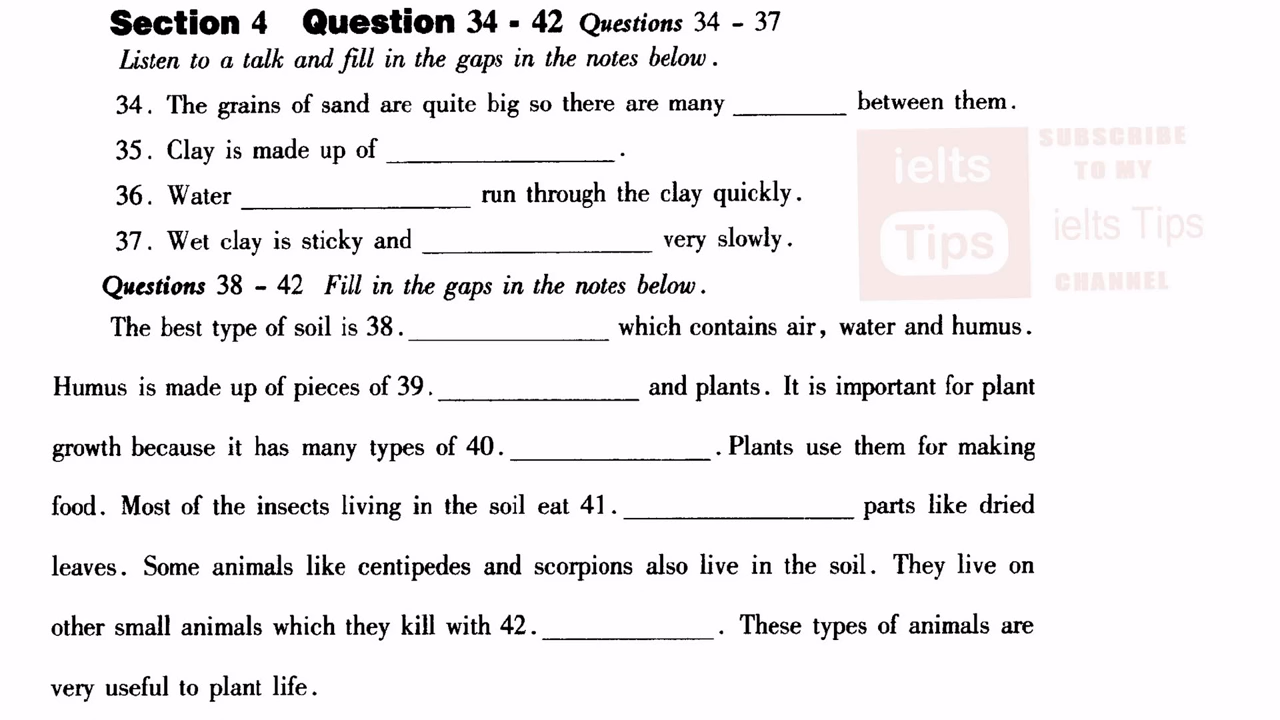 Section 4 Question 34 - 42 Questions 34 – 37
Listen to a talk and fill in the gaps in the notes below.
34. The grains of sand are quite big so there are many ________ between them.
35. Clay is made up of ________________.
36. Water ________________ run through the clay quickly.
37. Wet clay is sticky and ________________ very slowly.
Questions 38 – 42 Fill in the gaps in the notes below.
The best type of soil is 38. ______________ which contains air, water and humus.
Humus is made up of pieces of 39. ______________ and plants. It is important for plant
growth because it has many types of 40. ______________. Plants use them for making
food. Most of the insects living in the soil eat 41. ________________ parts like dried
leaves. Some animals like centipedes and scorpions also live in the soil. They live on
other small animals which they kill with 42. ____________. These types of animals are
very useful to plant life.
ielts
Tips
SUBSCRIBE
TO MY
ielts Tips
CHANNEL